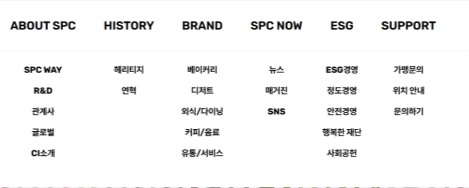 ABOUT SPC HISTORY BRAND SPC NOW ESG SUPPORT
SPC WAY 헤리티지 베이커리 뉴스 ESG경영 가맹문의
R&D 연혁 디저트 매거진 정도경영 위치 안내
관계사 외식/다이닝 SNS 안전경영 문의하기
글로벌 커피/음료 행복한 재단
CI소개 유통/서비스 사회공헌